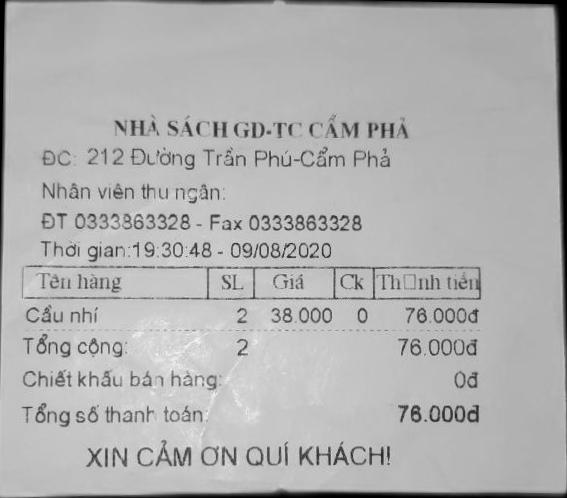 NHÀ SÁCH GD-TC CẨM PHẢ
ĐC: 212 Đường Trần Phú-Cẩm Phả
Nhân viên thu ngân:
ĐT 0333863328 - Fax 0333863328
Thời gian:19:30:48 - 09/08/2020
Tên hàng SL Giá Ck Th□nh tiền
Cầu nhí 2 38.000 0 76.000đ
Tổng cộng: 2 76.000đ
Chiết khấu bán hàng: 0đ
Tổng số thanh toán: 76.000đ
XIN CẢM ƠN QUÍ KHÁCH!